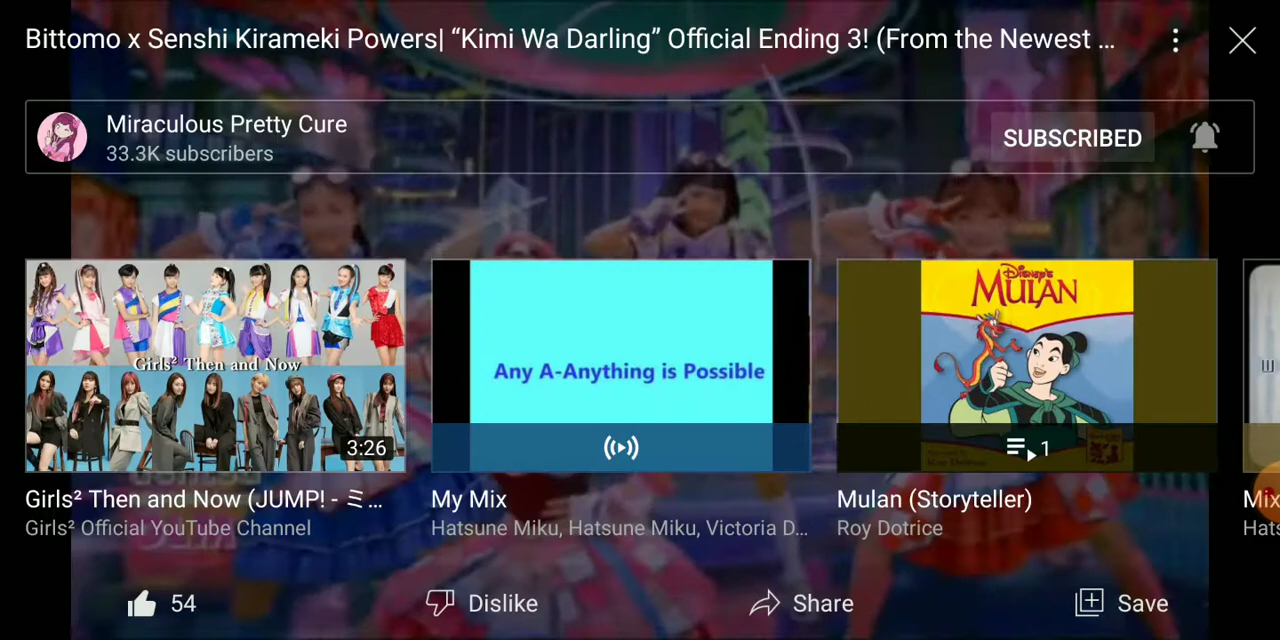 Bittomo x Senshi Kirameki Powers| “Kimi Wa Darling” Official Ending 3! (From the Newest ...
Miraculous Pretty Cure
33.3K subscribers
SUBSCRIBED
Girls² Then and Now
3:26
Any A-Anything is Possible
Disney's
MULAN
1
Girls² Then and Now (JUMP! - ミ...
Girls² Official YouTube Channel
My Mix
Hatsune Miku, Hatsune Miku, Victoria D...
Mulan (Storyteller)
Roy Dotrice
Mix
Hats
54
Dislike
Share
Save